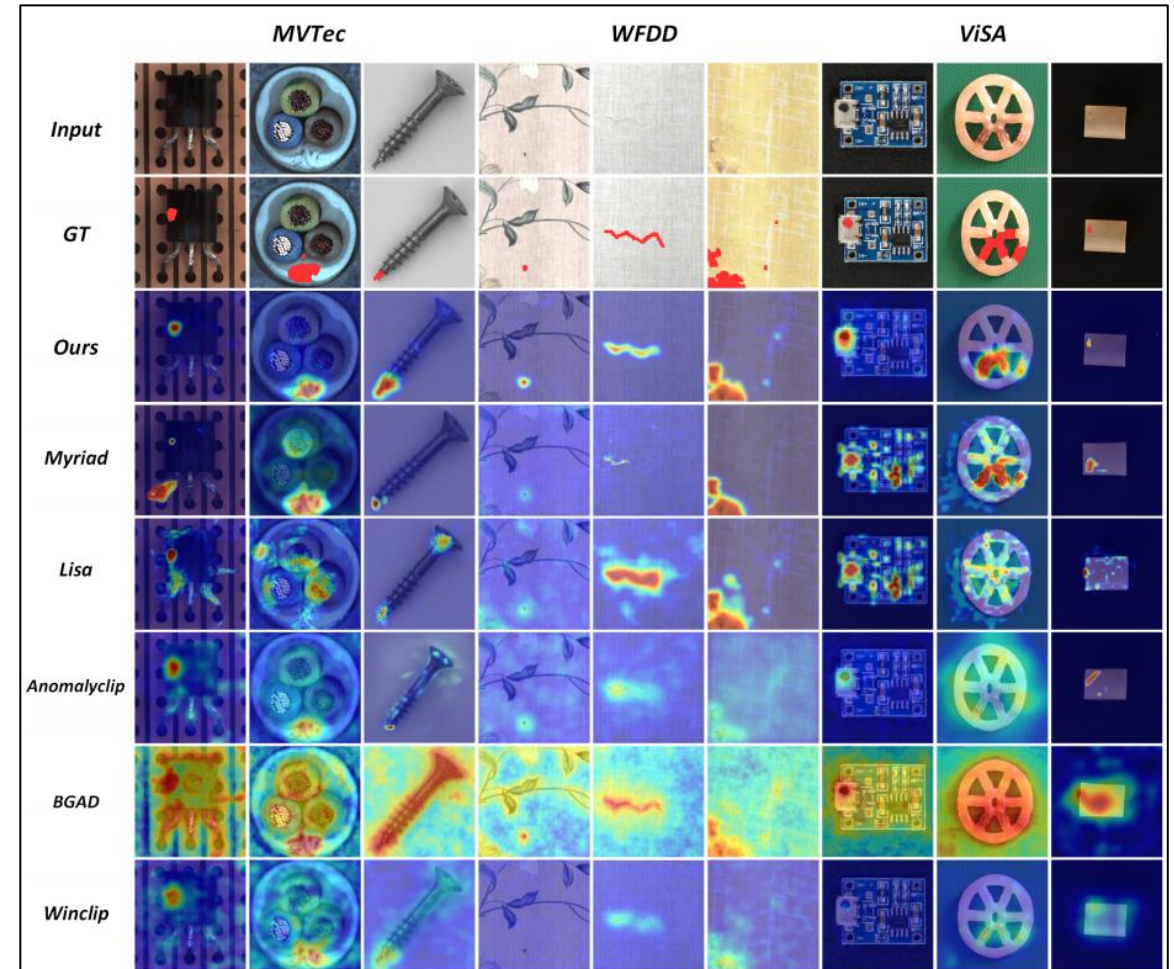 MVTec WFDD ViSA
Input
GT
Ours
Myriad
Lisa
Anomalyclip
BGAD
Winclip